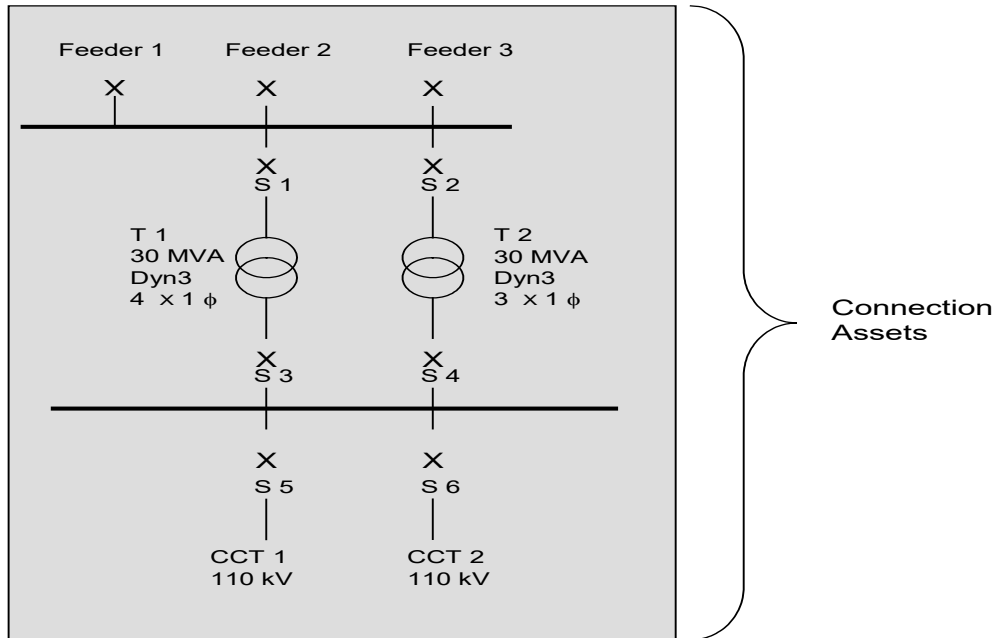 Feeder 1 Feeder 2 Feeder 3
X X X
X X
S 1 S 2
T 1
30 MVA
Dyn3
4 x 1 ϕ
T 2
30 MVA
Dyn3
3 x 1 ϕ
X X
S 3 S 4
X X
S 5 S 6
CCT 1
110 kV
CCT 2
110 kV
Connection
Assets